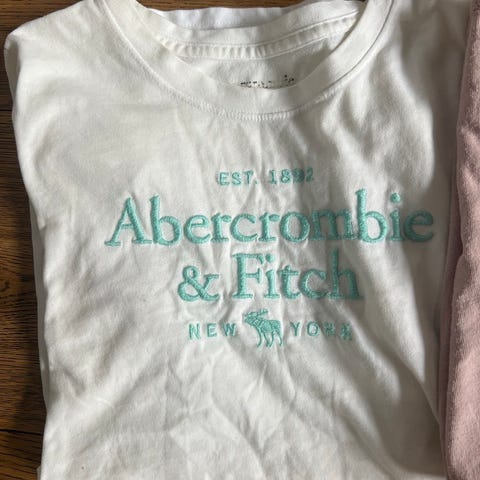 EST. 1892
Abercrombie
& Fitch
NEW YORK